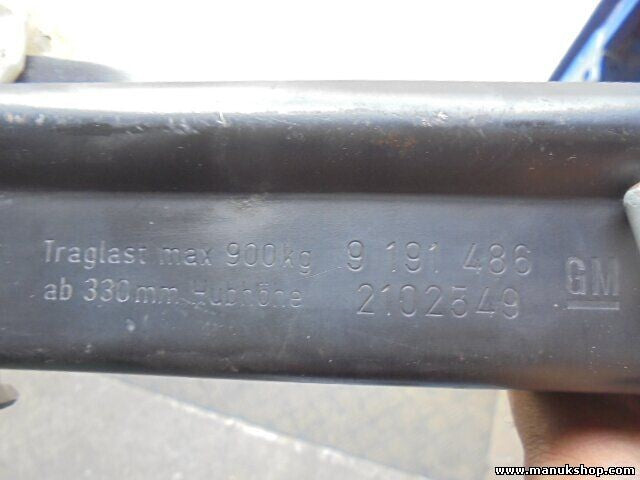 Traglast max 900kg 9 191 486
ab 330mm Hubhöhe 2102549
GM
www.manukshop.com